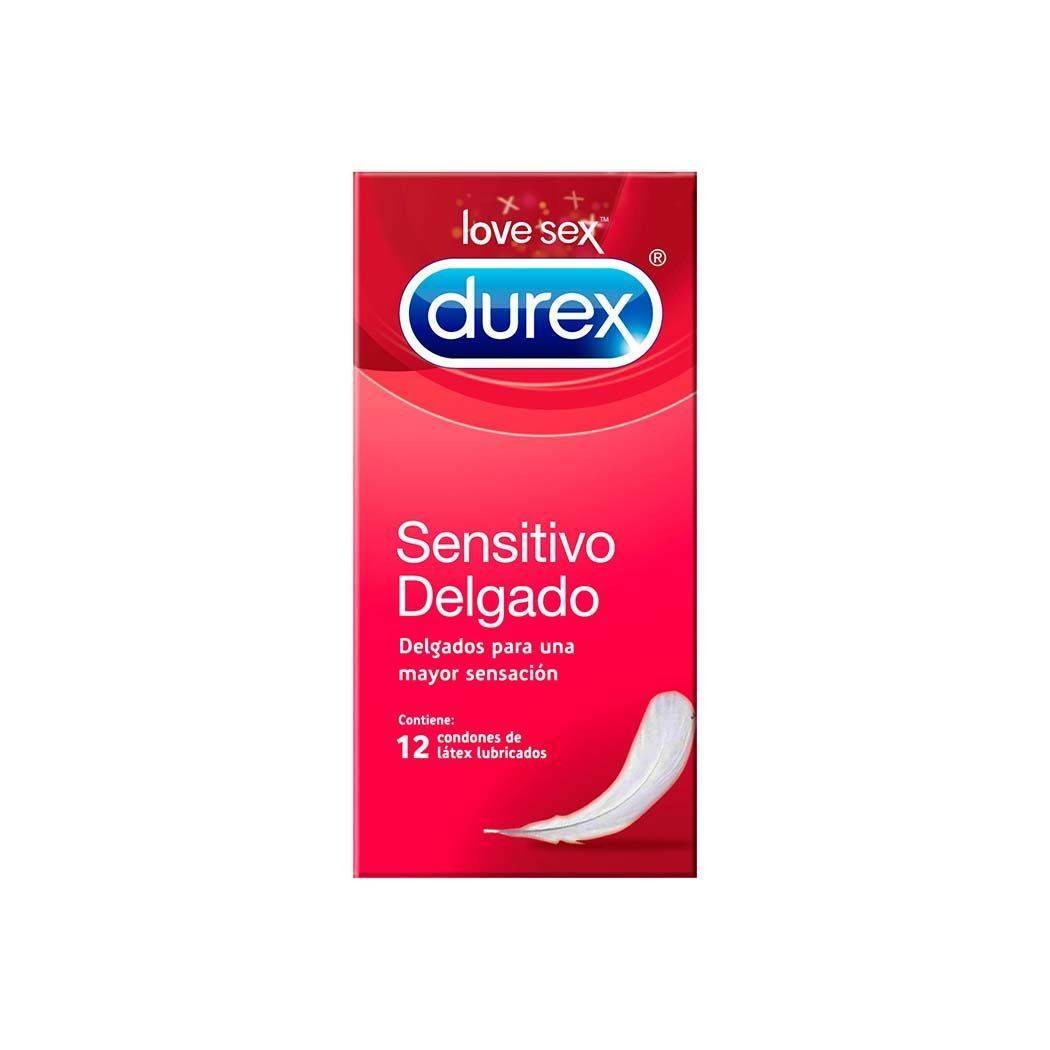 love sex™
durex®
Sensitivo
Delgado
Delgados para una
mayor sensación
Contiene:
12 condones de
látex lubricados